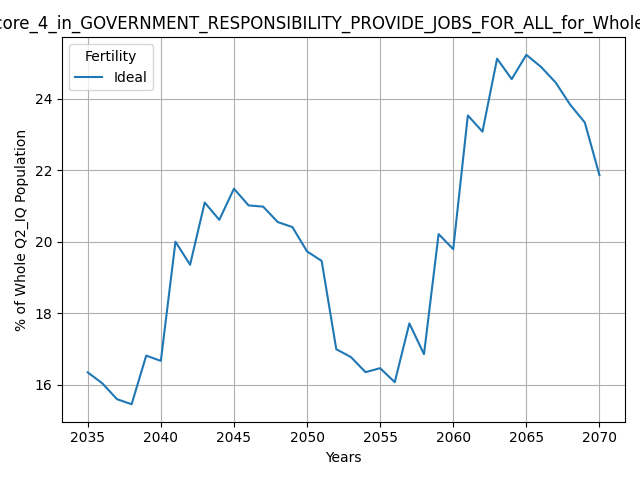 core_4_in_GOVERNMENT_RESPONSIBILITY_PROVIDE_JOBS_FOR_ALL_for_Whole
Fertility
Ideal
% of Whole Q2_IQ Population
24
22
20
18
16
2035 2040 2045 2050 2055 2060 2065 2070
Years